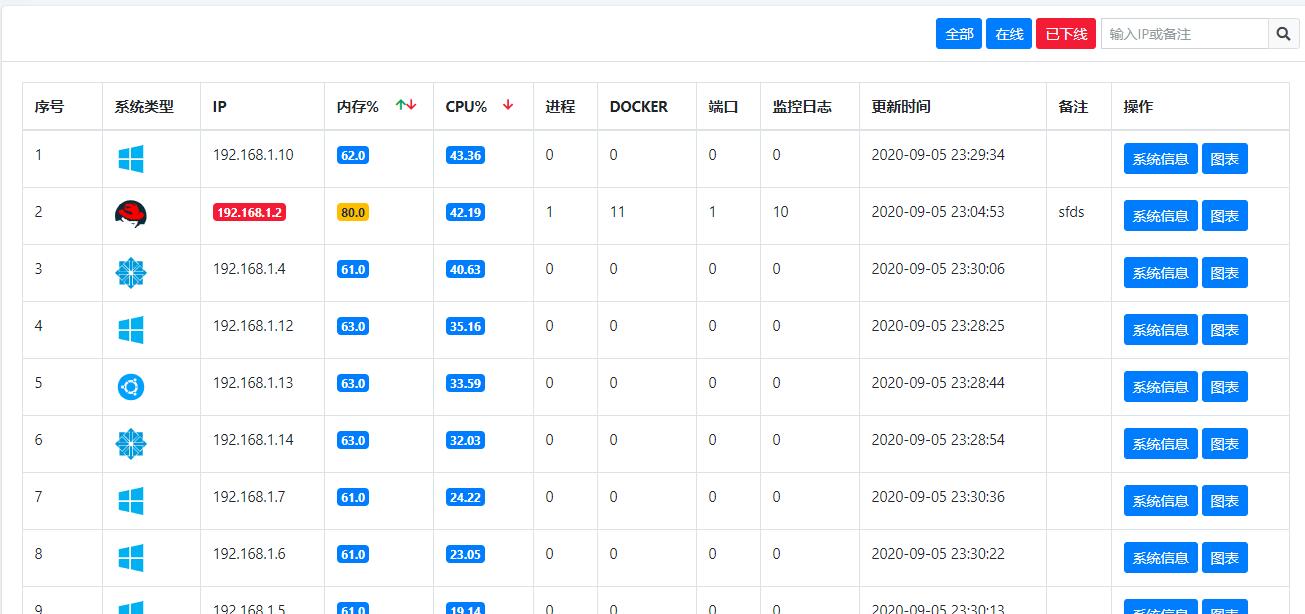 全部 在线 已下线 输入IP或备注
序号 系统类型 IP 内存% CPU% 进程 DOCKER 端口 监控日志 更新时间 备注 操作
1 192.168.1.10 62.0 43.36 0 0 0 0 2020-09-05 23:29:34 系统信息 图表
2 192.168.1.2 80.0 42.19 1 11 1 10 2020-09-05 23:04:53 sfds 系统信息 图表
3 192.168.1.4 61.0 40.63 0 0 0 0 2020-09-05 23:30:06 系统信息 图表
4 192.168.1.12 63.0 35.16 0 0 0 0 2020-09-05 23:28:25 系统信息 图表
5 192.168.1.13 63.0 33.59 0 0 0 0 2020-09-05 23:28:44 系统信息 图表
6 192.168.1.14 63.0 32.03 0 0 0 0 2020-09-05 23:28:54 系统信息 图表
7 192.168.1.7 61.0 24.22 0 0 0 0 2020-09-05 23:30:36 系统信息 图表
8 192.168.1.6 61.0 23.05 0 0 0 0 2020-09-05 23:30:22 系统信息 图表
9 192.168.1.5 61.0 19.14 0 0 0 0 2020-09-05 23:30:13 系统信息 图表